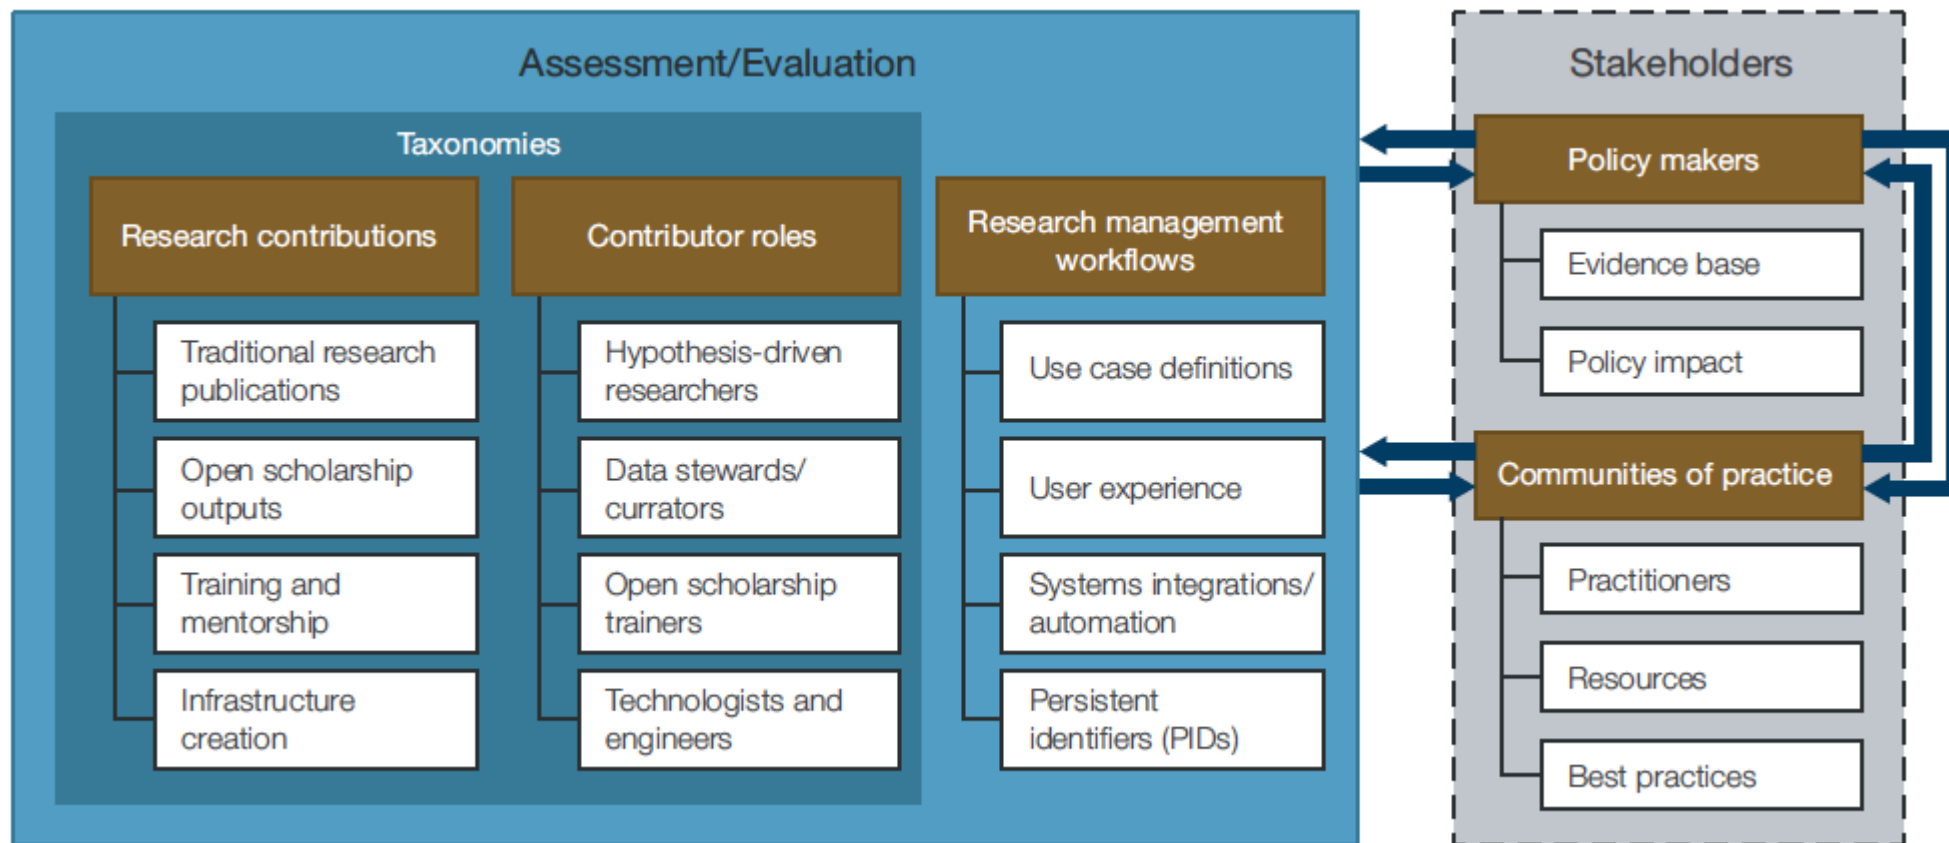 Assessment/Evaluation
Taxonomies
Research contributions
Traditional research
publications
Open scholarship
outputs
Training and
mentorship
Infrastructure
creation
Contributor roles
Hypothesis-driven
researchers
Data stewards/
currators
Open scholarship
trainers
Technologists and
engineers
Research management
workflows
Use case definitions
User experience
Systems integrations/
automation
Persistent
identifiers (PIDs)
Stakeholders
Policy makers
Evidence base
Policy impact
Communities of practice
Practitioners
Resources
Best practices